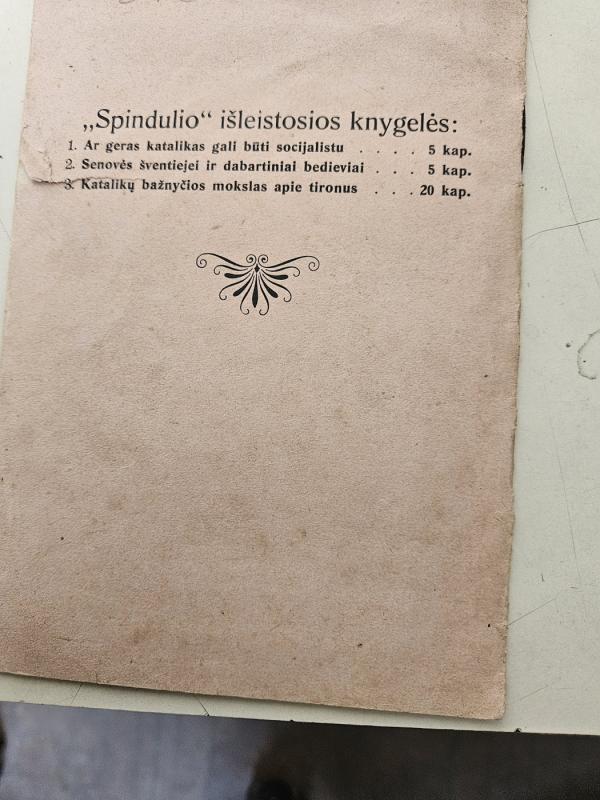 „Spindulio“ išleistosios knygelės:
1. Ar geras katalikas gali būti socijalistu . . . . 5 kap.
2. Senovės šventiejei ir dabartiniai bedieviai . . . 5 kap.
3. Katalikų bažnyčios mokslas apie tironus . . . 20 kap.